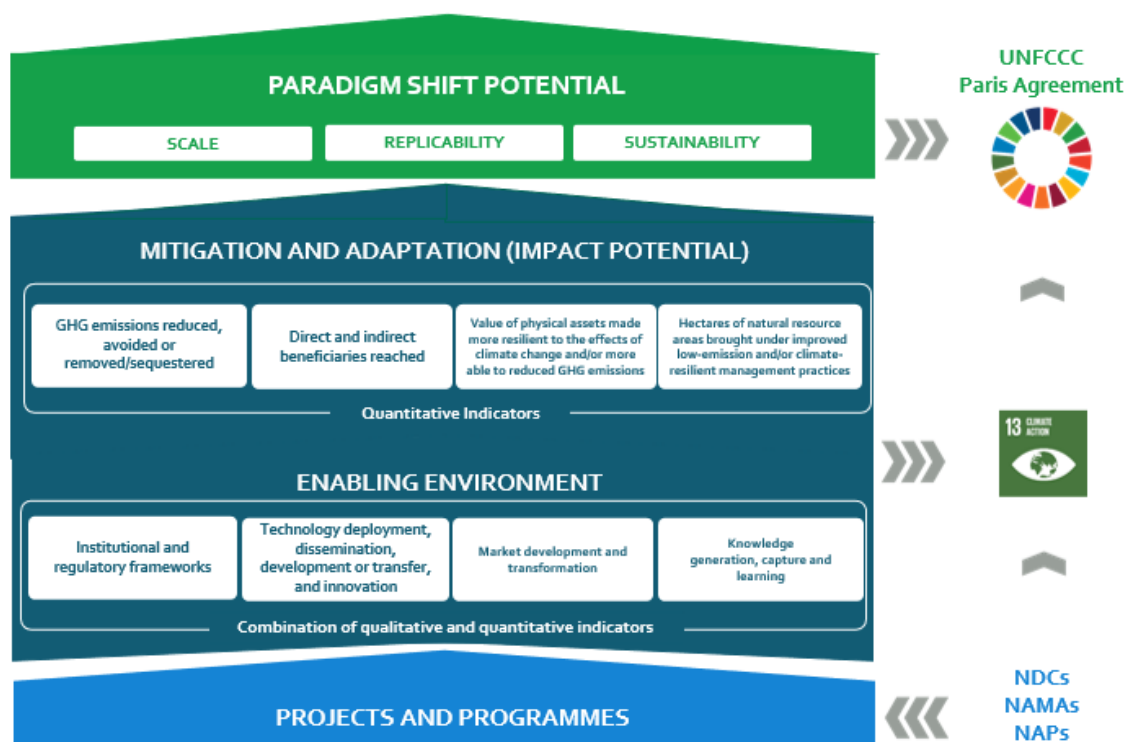 PARADIGM SHIFT POTENTIAL
SCALE
REPLICABILITY
SUSTAINABILITY
UNFCCC
Paris Agreement
MITIGATION AND ADAPTATION (IMPACT POTENTIAL)
GHG emissions reduced,
avoided or
removed/sequestered
Direct and indirect
beneficiaries reached
Value of physical assets made
more resilient to the effects of
climate change and/or more
able to reduced GHG emissions
Hectares of natural resource
areas brought under improved
low-emission and/or climate-
resilient management practices
Quantitative Indicators
13 CLIMATE
ACTION
ENABLING ENVIRONMENT
Institutional and
regulatory frameworks
Technology deployment,
dissemination,
development or transfer,
and innovation
Market development and
transformation
Knowledge
generation, capture and
learning
Combination of qualitative and quantitative indicators
PROJECTS AND PROGRAMMES
NDCs
NAMAs
NAPs